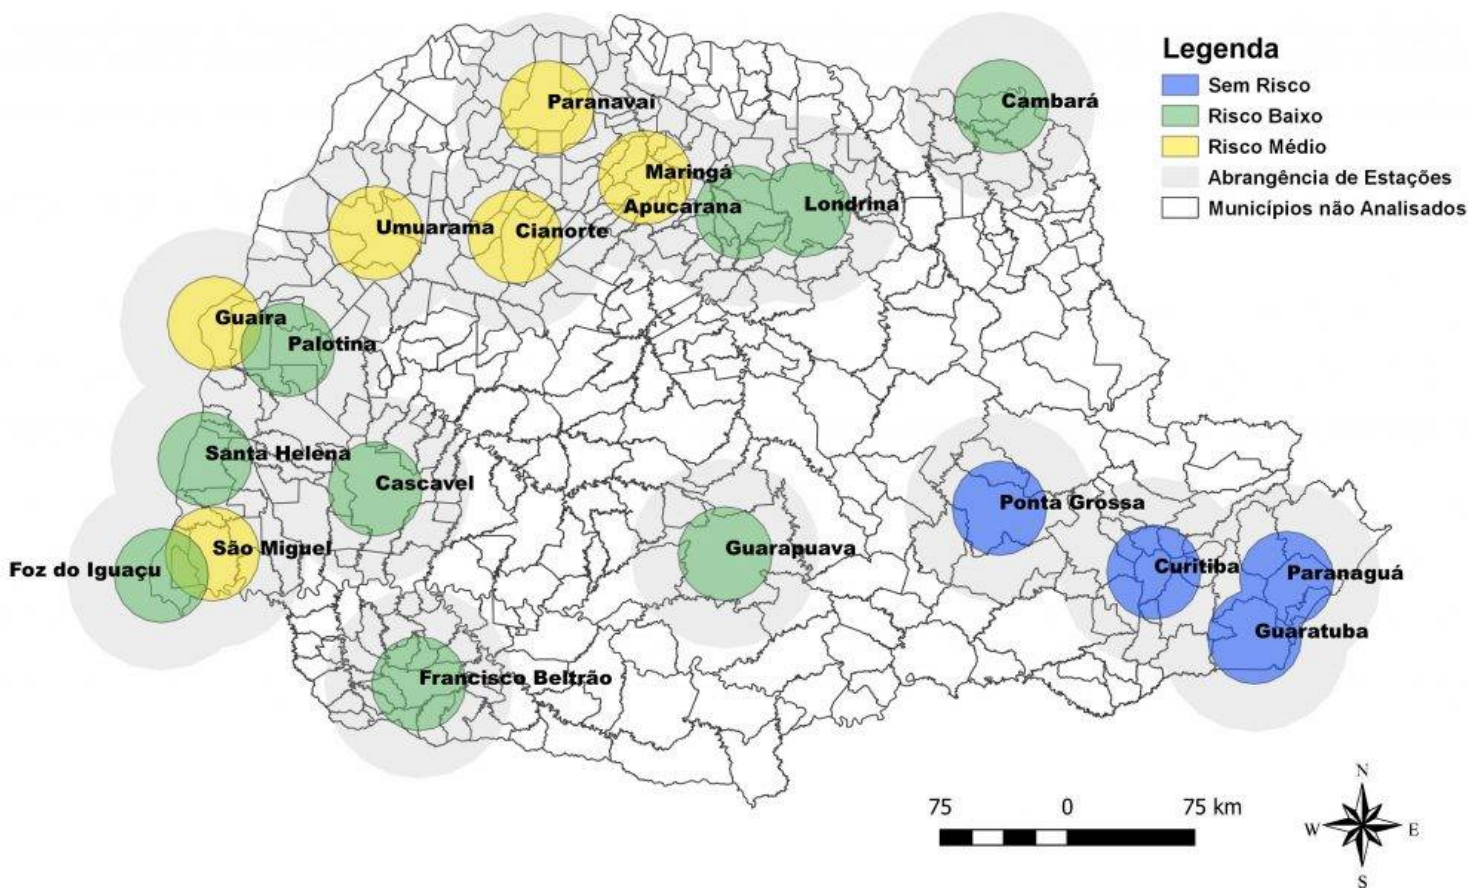 Legenda
Sem Risco
Risco Baixo
Risco Médio
Abrangência de Estações
Municípios não Analisados
Paranavai
Cambará
Maringá
Apucarana
Londrina
Umuarama
Cianorte
Guaíra
Palotina
Santa Helena
Cascavel
Ponta Grossa
São Miguel
Guarapuava
Foz do Iguaçu
Curitiba
Paranaguá
Guaratuba
Francisco Beltrão
75 0 75 km
N
W E
S